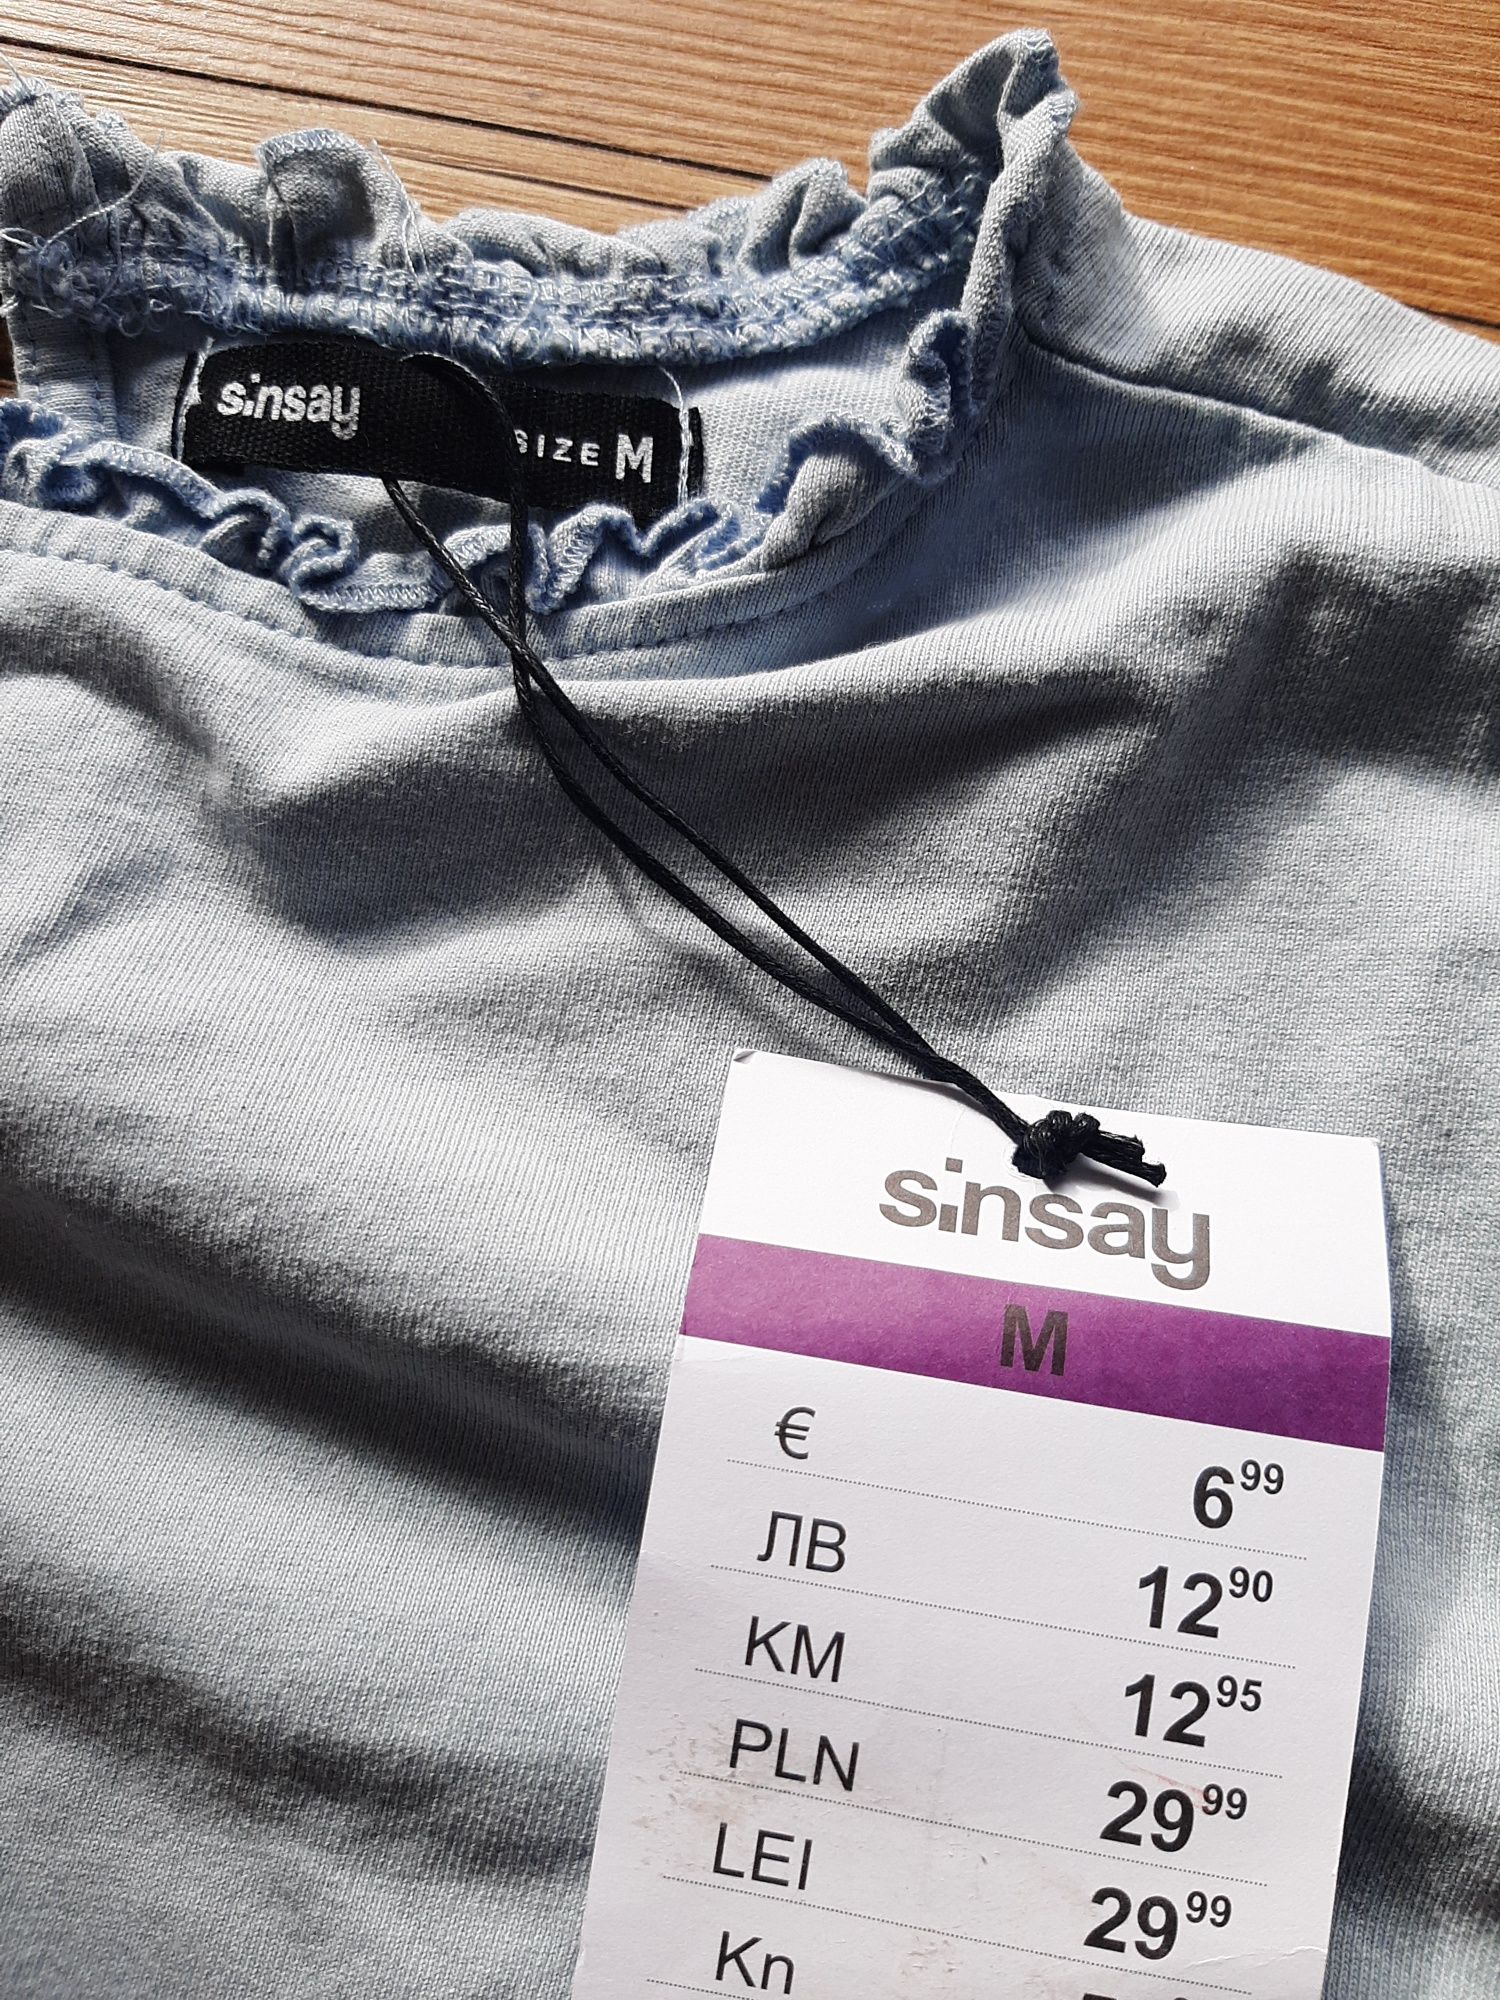 sinsay
SIZE M
sinsay
M
€ 6 99
ЛВ 12 90
KM 12 95
PLN 29 99
LEI 29 99
Kn